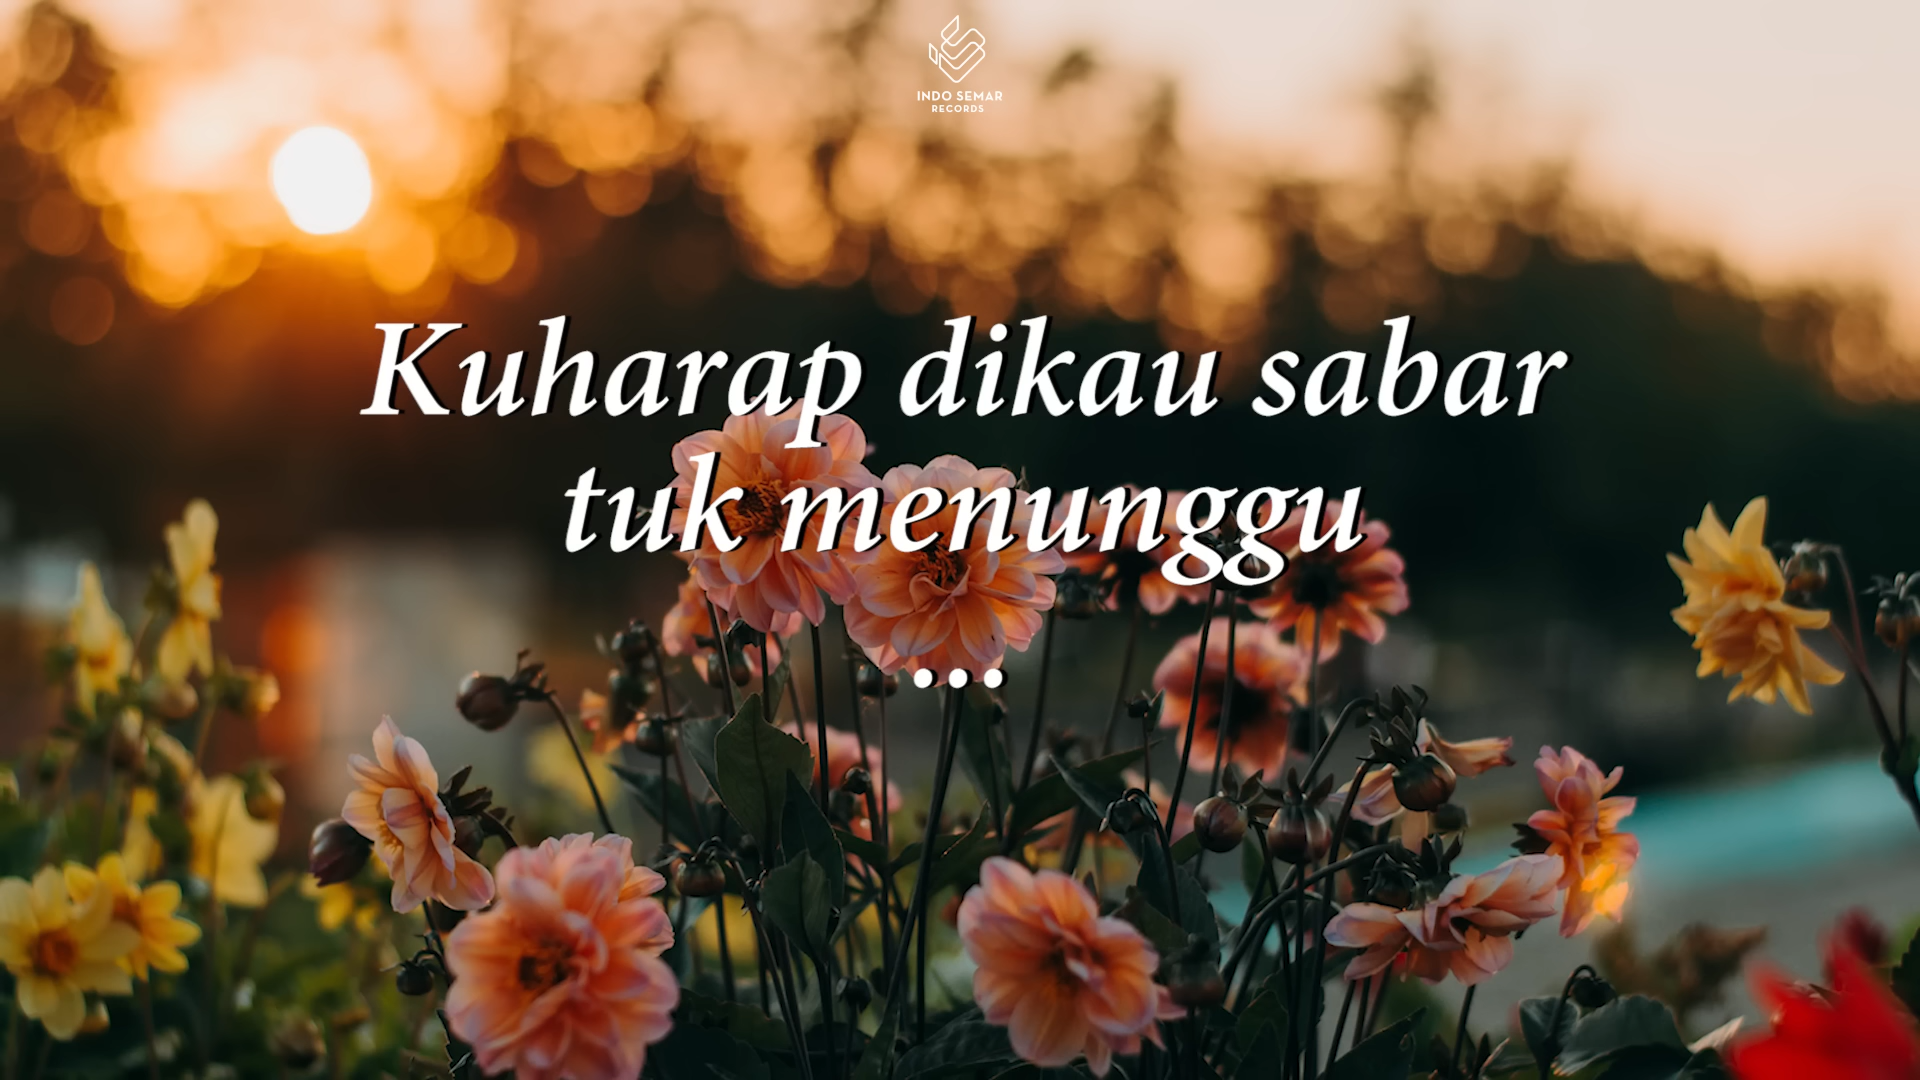 INDO SEMAR
RECORDS
Kuharap dikau sabar
tuk menunggu
...